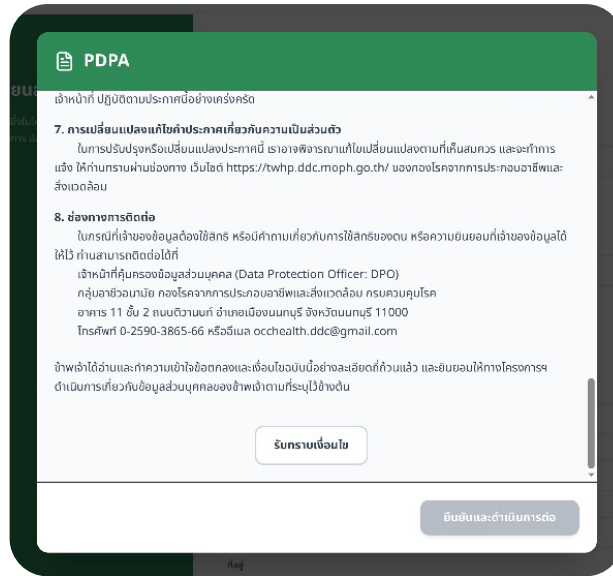 PDPA
เจ้าหน้าที่ ปฏิบัติตามประกาศนี้อย่างเคร่งครัด
7. การเปลี่ยนแปลงแก้ไขคำประกาศเกี่ยวกับความเป็นส่วนตัว
ในการปรับปรุงหรือเปลี่ยนแปลงประกาศนี้ เราอาจพิจารณาแก้ไขเปลี่ยนแปลงตามที่เห็นสมควร และจะทำการ
แจ้ง ให้ท่านทราบผ่านช่องทาง เว็บไซต์ https://twhp.ddc.moph.go.th/ ของกองโรคจากการประกอบอาชีพและ
สิ่งแวดล้อม
8. ช่องทางการติดต่อ
ในกรณีที่เจ้าของข้อมูลต้องใช้สิทธิ หรือมีคำถามเกี่ยวกับการใช้สิทธิของตน หรือความยินยอมที่เจ้าของข้อมูลได้
ให้ไว้ ท่านสามารถติดต่อได้ที่
เจ้าหน้าที่คุ้มครองข้อมูลส่วนบุคคล (Data Protection Officer: DPO)
กลุ่มอาชีวอนามัย กองโรคจากการประกอบอาชีพและสิ่งแวดล้อม กรมควบคุมโรค
อาคาร 11 ชั้น 2 ถนนติวานนท์ อำเภอเมืองนนทบุรี จังหวัดนนทบุรี 11000
โทรศัพท์ 0-2590-3865-66 หรืออีเมล occhealth.ddc@gmail.com
ข้าพเจ้าได้อ่านและทำความเข้าใจข้อตกลงและเงื่อนไขฉบับนี้อย่างละเอียดถี่ถ้วนแล้ว และยินยอมให้ทางโครงการฯ
ดำเนินการเกี่ยวกับข้อมูลส่วนบุคคลของข้าพเจ้าตามที่ระบุไว้ข้างต้น
รับทราบเงื่อนไข
ยืนยันและดำเนินการต่อ
ที่อยู่